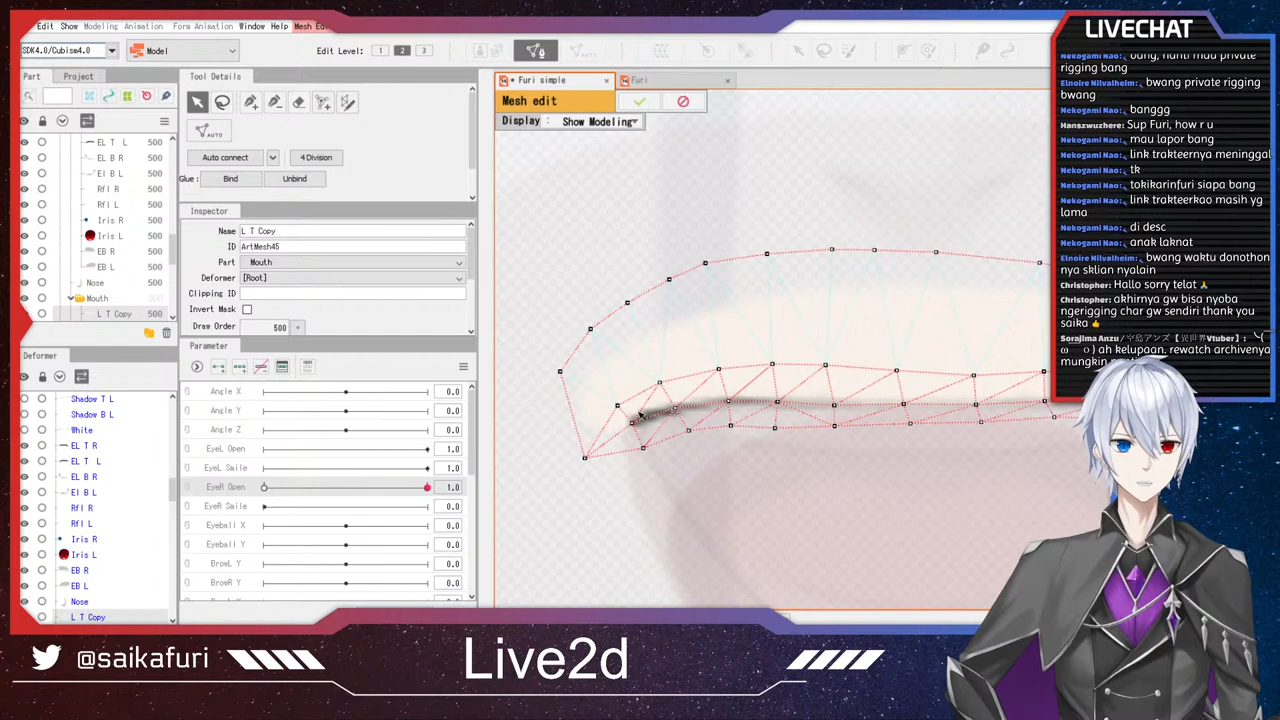 Edit Show Modeling Animation Form Animation Window Help Mesh Ed
SDK4.0/Cubism4.0
Model
Edit Level: 1 2 3
AUTO
Part Project
Tool Details
* Furi simple
Furi
Mesh edit
Display : Show Modeling
AUTO
Auto connect
4 Division
Glue :
Bind
Unbind
EL T L 500
EL B R 500
El B L 500
Rfl R 500
Rfl L 500
Iris R 500
Iris L 500
EB R 500
EB L 500
Nose 500
Mouth 500
L T Copy 500
Inspector
Name L T Copy
ID ArtMesh45
Part Mouth
Deformer [Root]
Clipping ID
Invert Mask
Draw Order 500
Deformer
Shadow T L
Shadow B L
White
EL T R
EL T L
EL B R
El B L
Rfl R
Rfl L
Iris R
Iris L
EB R
EB L
Nose
L T Copy
Parameter
Angle X 0.0
Angle Y 0.0
Angle Z 0.0
EyeL Open 1.0
EyeL Smile 1.0
EyeR Open 1.0
EyeR Smile 0.0
Eyeball X 0.0
Eyeball Y 0.0
BrowL Y 0.0
BrowR Y 0.0
LIVECHAT
Nekogami Nao: bang, nanti mau private
rigging bang
Elnoire Nilvalheim: bwang private rigging
bwang
Nekogami Nao: banggg
Hanszwuzhere: Sup Furi, how r u
Nekogami Nao: mau lapor bang
Nekogami Nao: link trakteernya meninggal
Nekogami Nao: tk
Nekogami Nao: tokikarinfuri siapa bang
Nekogami Nao: link trakteerkao masih yg
lama
Nekogami Nao: di desc
Nekogami Nao: anak laknat
Elnoire Nilvalheim: bwang waktu donothon
nya sklian nyalain
Christopher: Hallo sorry telat 🙏
Christopher: akhirnya gw bisa nyoba
ngerigging char gw sendiri thank you
saika 👍
ah kelupaan, rewatch archivenya
mungkin
@saikafuri
Live2d